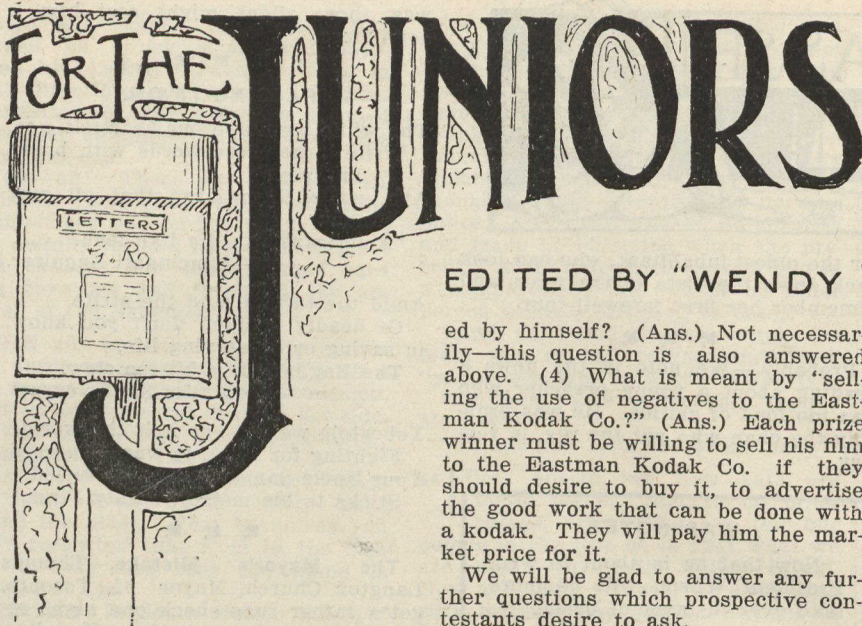 FOR THE JUNIORS
LETTERS
G.R.
EDITED BY "WENDY
ed by himself? (Ans.) Not necessar-
ily—this question is also answered
above. (4) What is meant by "sell-
ing the use of negatives to the East-
man Kodak Co.?" (Ans.) Each prize
winner must be willing to sell his film
to the Eastman Kodak Co. if they
should desire to buy it, to advertise
the good work that can be done with
a kodak. They will pay him the mar-
ket price for it.
We will be glad to answer any fur-
ther questions which prospective con-
testants desire to ask.